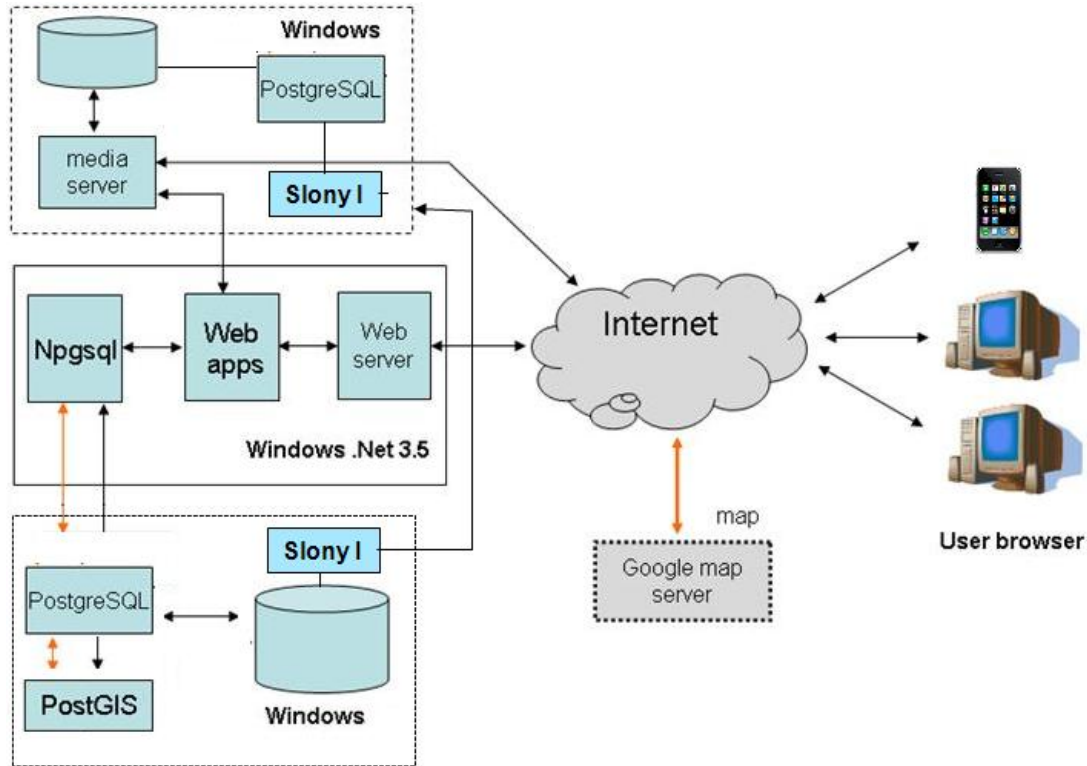 Windows
PostgreSQL
media
server
Slony I
Npgsql
Web
apps
Web
server
Windows .Net 3.5
Internet
map
Google map
server
User browser
Slony I
PostgreSQL
PostGIS
Windows